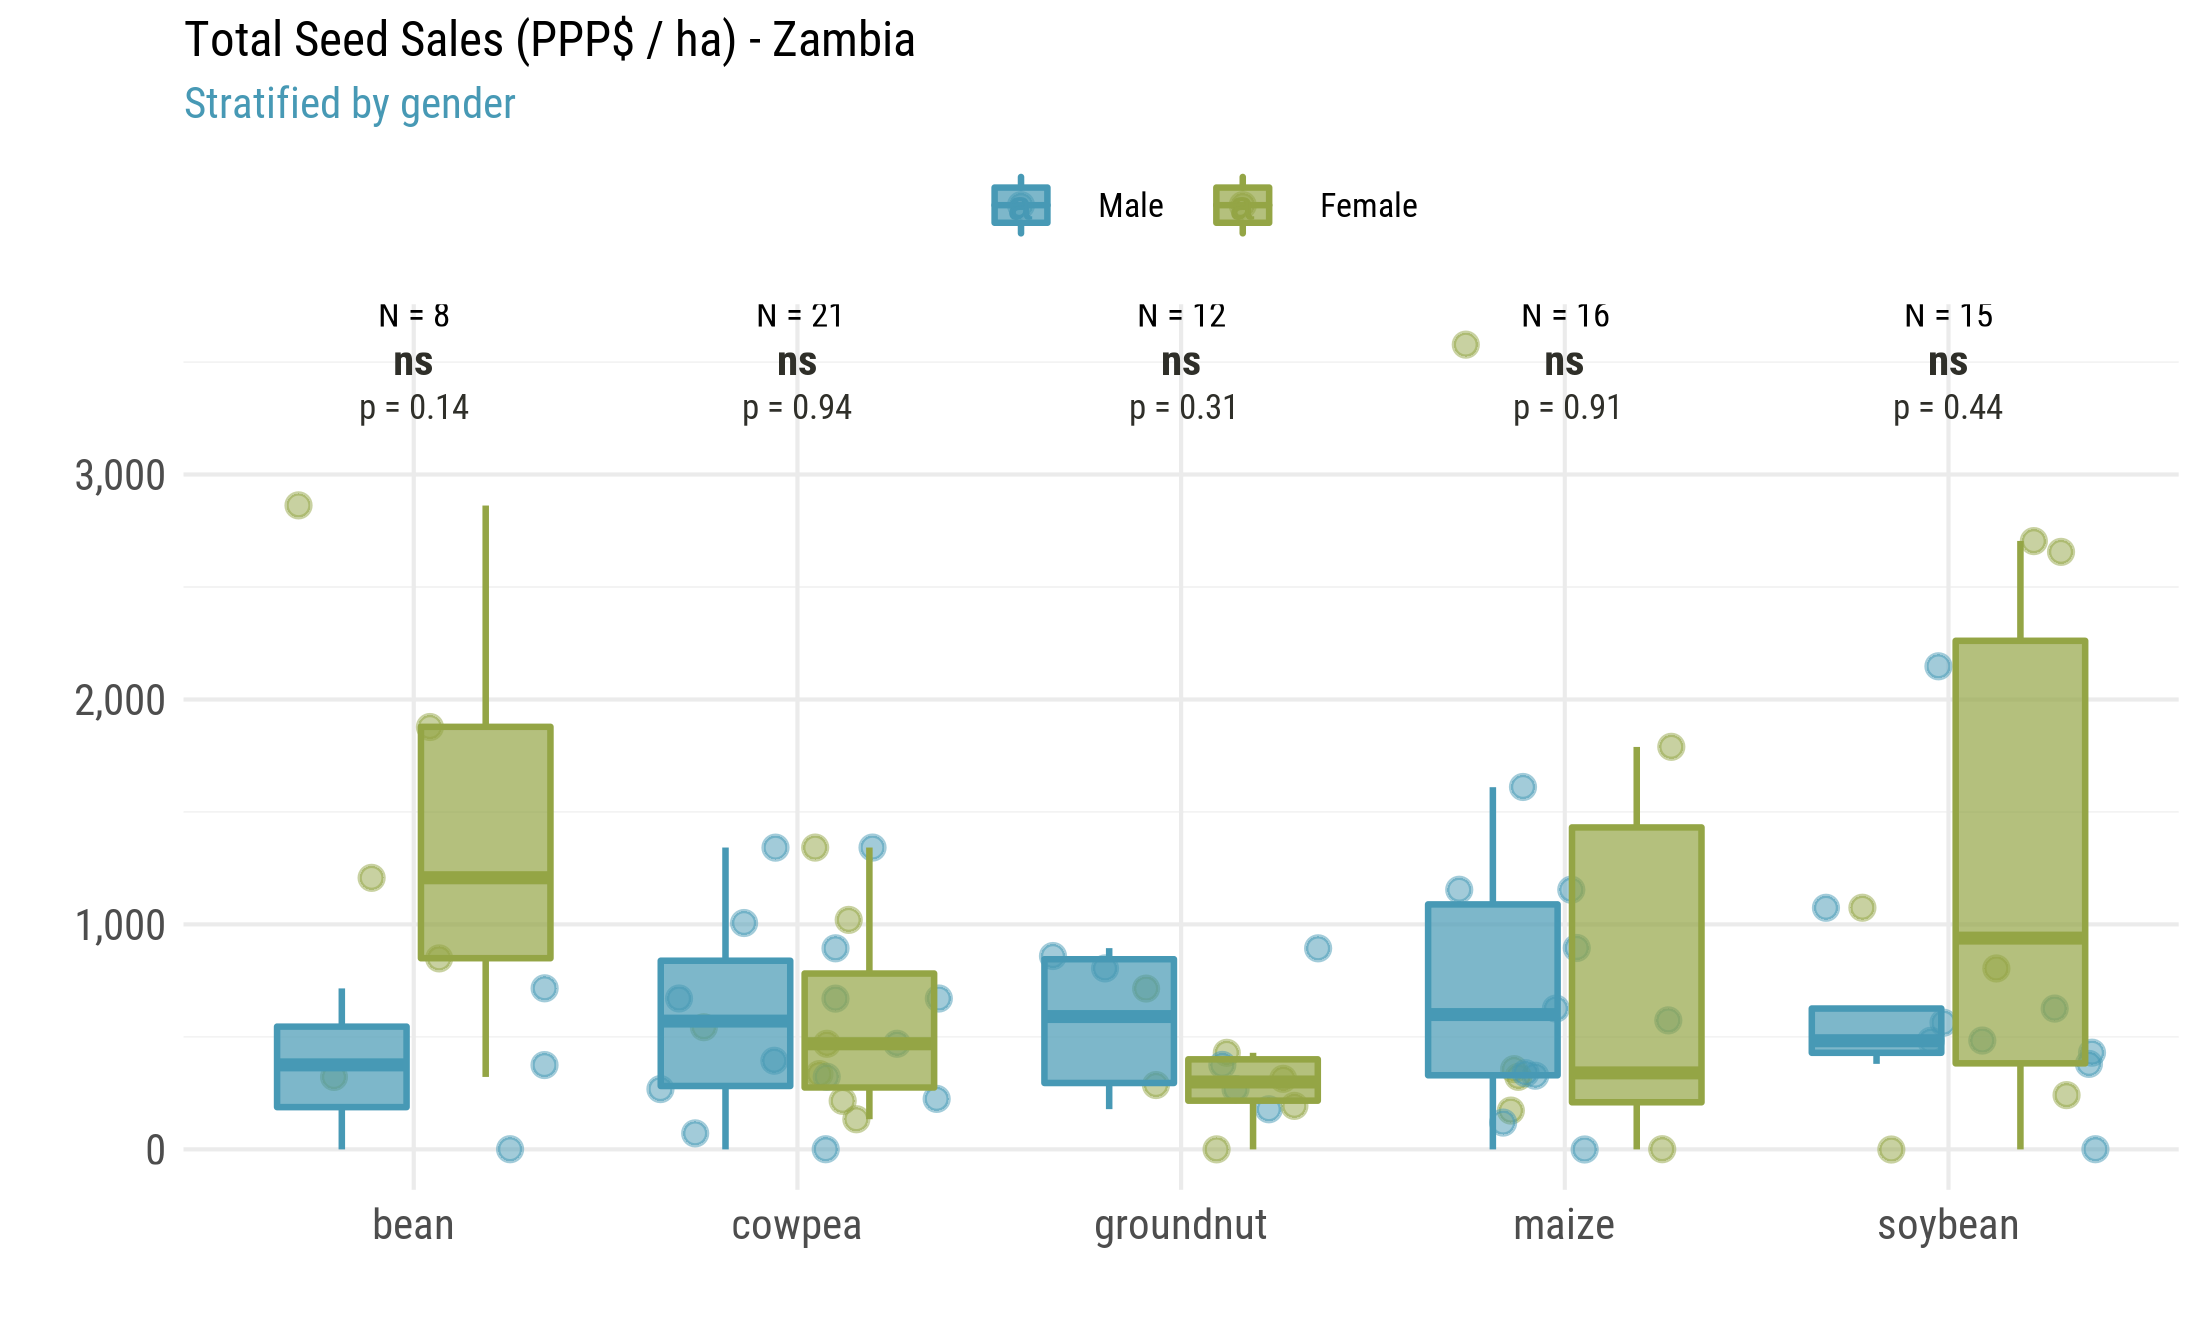 Total Seed Sales (PPP$ / ha) - Zambia
Stratified by gender
Male Female
N = 8 N = 21 N = 12 N = 16 N = 15
ns ns ns ns ns
p = 0.14 p = 0.94 p = 0.31 p = 0.91 p = 0.44
3,000
2,000
1,000
0
bean cowpea groundnut maize soybean